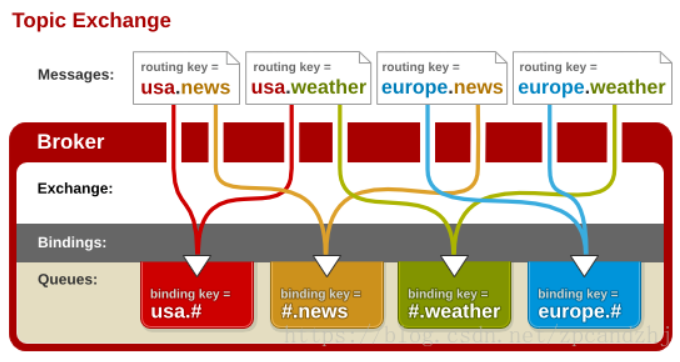 Topic Exchange
Messages:
routing key =
usa.news
routing key =
usa.weather
routing key =
europe.news
routing key =
europe.weather
Broker
Exchange:
Bindings:
Queues:
binding key =
usa.#
binding key =
#.news
binding key =
#.weather
binding key =
europe.#
https://blog.csdn.net/zpcandzhj